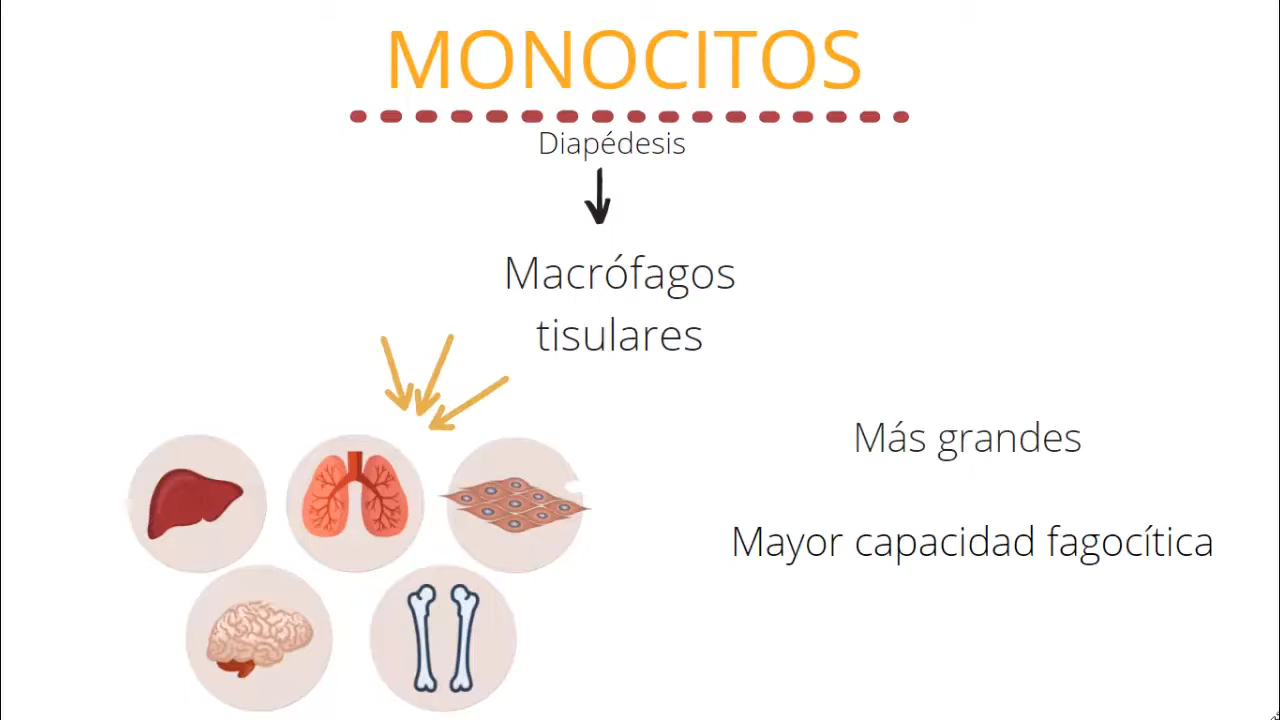 MONOCITOS
Diapédesis
Macrófagos
tisulares
Más grandes
Mayor capacidad fagocítica